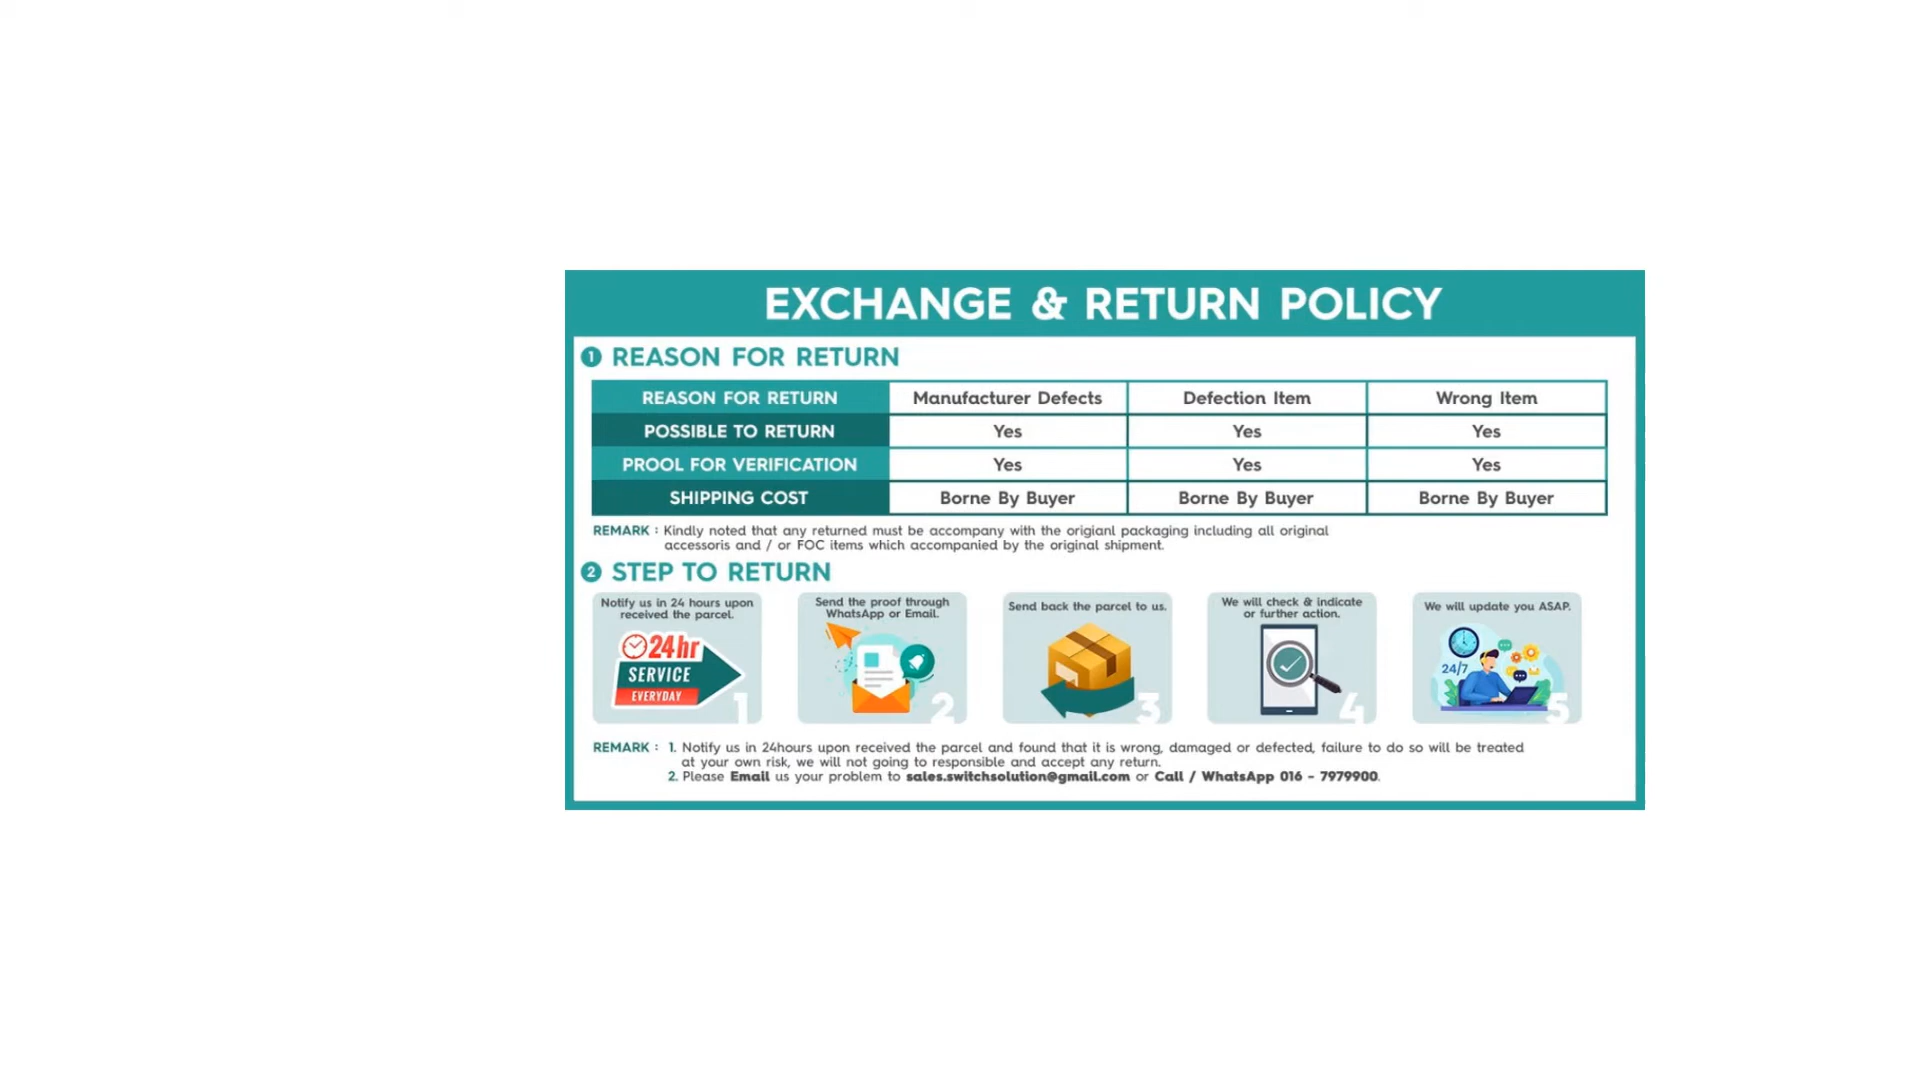 EXCHANGE & RETURN POLICY
1 REASON FOR RETURN
REASON FOR RETURN Manufacturer Defects Defection Item Wrong Item
POSSIBLE TO RETURN Yes Yes Yes
PROOL FOR VERIFICATION Yes Yes Yes
SHIPPING COST Borne By Buyer Borne By Buyer Borne By Buyer
REMARK : Kindly noted that any returned must be accompany with the origianl packaging including all original
accessoris and / or FOC items which accompanied by the original shipment.
2 STEP TO RETURN
Notify us in 24 hours upon
received the parcel.
24hr
SERVICE
EVERYDAY
1
Send the proof through
WhatsApp or Email.
2
Send back the parcel to us.
3
We will check & indicate
or further action.
4
We will update you ASAP.
24/7
5
REMARK : 1. Notify us in 24hours upon received the parcel and found that it is wrong, damaged or defected, failure to do so will be treated
at your own risk, we will not going to responsible and accept any return.
2. Please Email us your problem to sales.switchsolution@gmail.com or Call / WhatsApp 016 - 7979900.